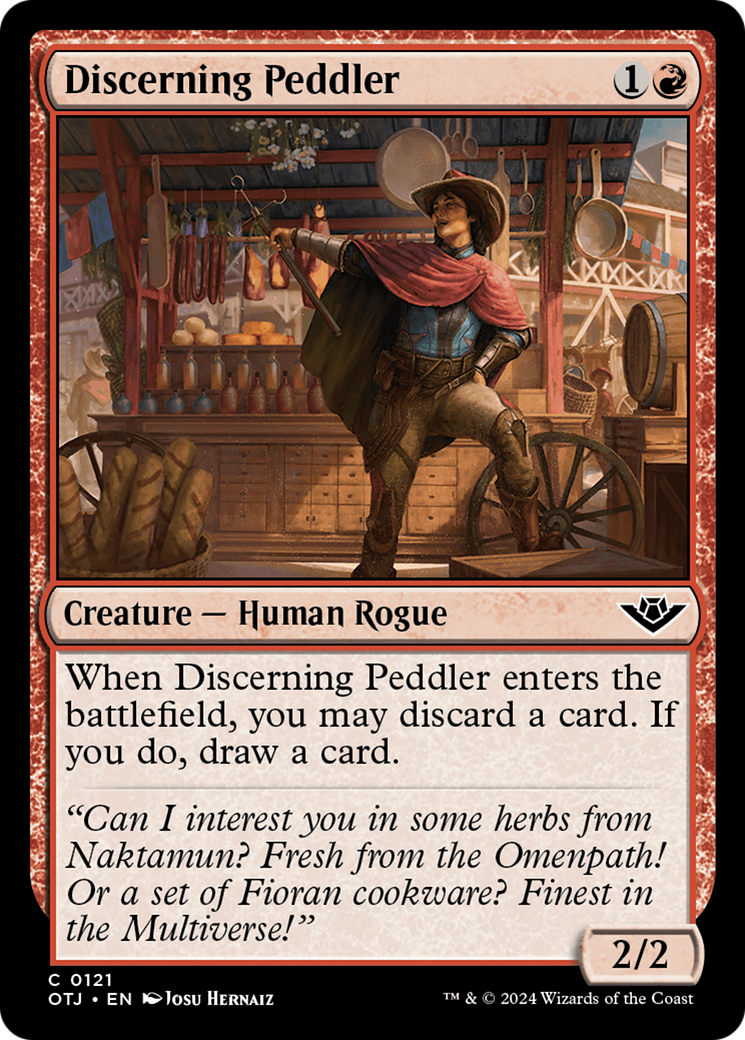 Discerning Peddler 1
Creature — Human Rogue
When Discerning Peddler enters the
battlefield, you may discard a card. If
you do, draw a card.
“Can I interest you in some herbs from
Naktamun? Fresh from the Omenpath!
Or a set of Fioran cookware? Finest in
the Multiverse!”
2/2
C 0121
OTJ • EN Josu Hernaiz
™ & © 2024 Wizards of the Coast